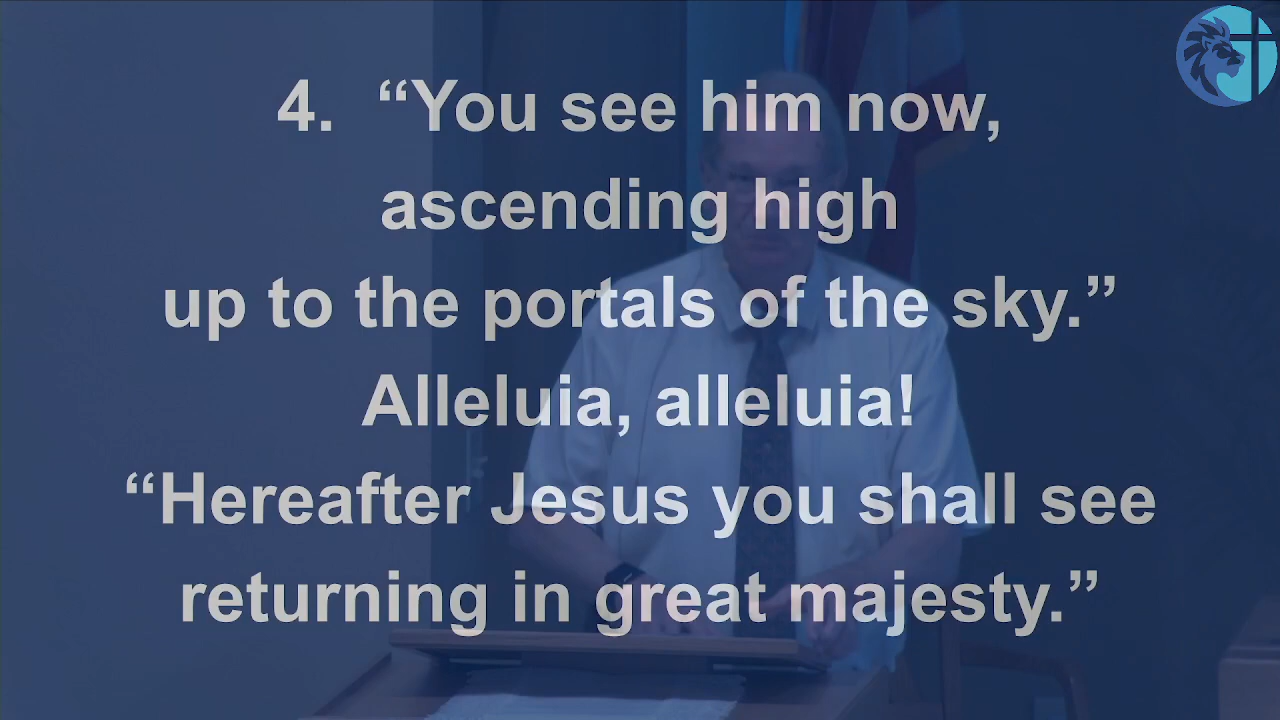 4. “You see him now,
ascending high
up to the portals of the sky.”
Alleluia, alleluia!
“Hereafter Jesus you shall see
returning in great majesty.”